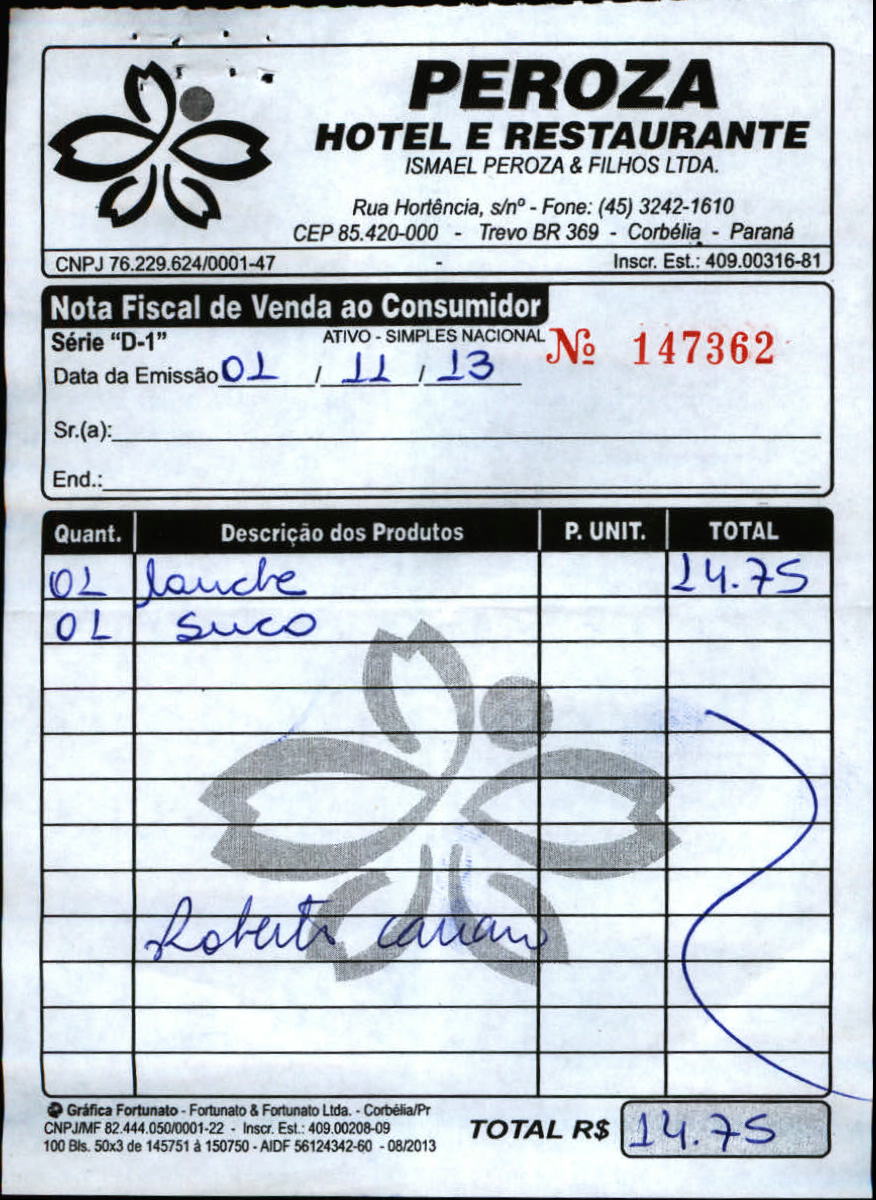 PEROZA
HOTEL E RESTAURANTE
ISMAEL PEROZA & FILHOS LTDA.
Rua Hortência, s/nº - Fone: (45) 3242-1610
CEP 85.420-000 - Trevo BR 369 - Corbélia - Paraná
CNPJ 76.229.624/0001-47 - Inscr. Est.: 409.00316-81
Nota Fiscal de Venda ao Consumidor
Série "D-1" ATIVO - SIMPLES NACIONAL Nº 147362
Data da Emissão 01 / 11 / 13
Sr.(a):
End.:
Quant. Descrição dos Produtos P. UNIT. TOTAL
01 lanche 14.75
01 suco
Roberto
Gráfica Fortunato - Fortunato & Fortunato Ltda. - Corbélia/Pr
CNPJ/MF 82.444.050/0001-22 - Inscr. Est.: 409.00208-09
100 Bls. 50x3 de 145751 à 150750 - AIDF 56124342-60 - 08/2013
TOTAL R$ 14.75